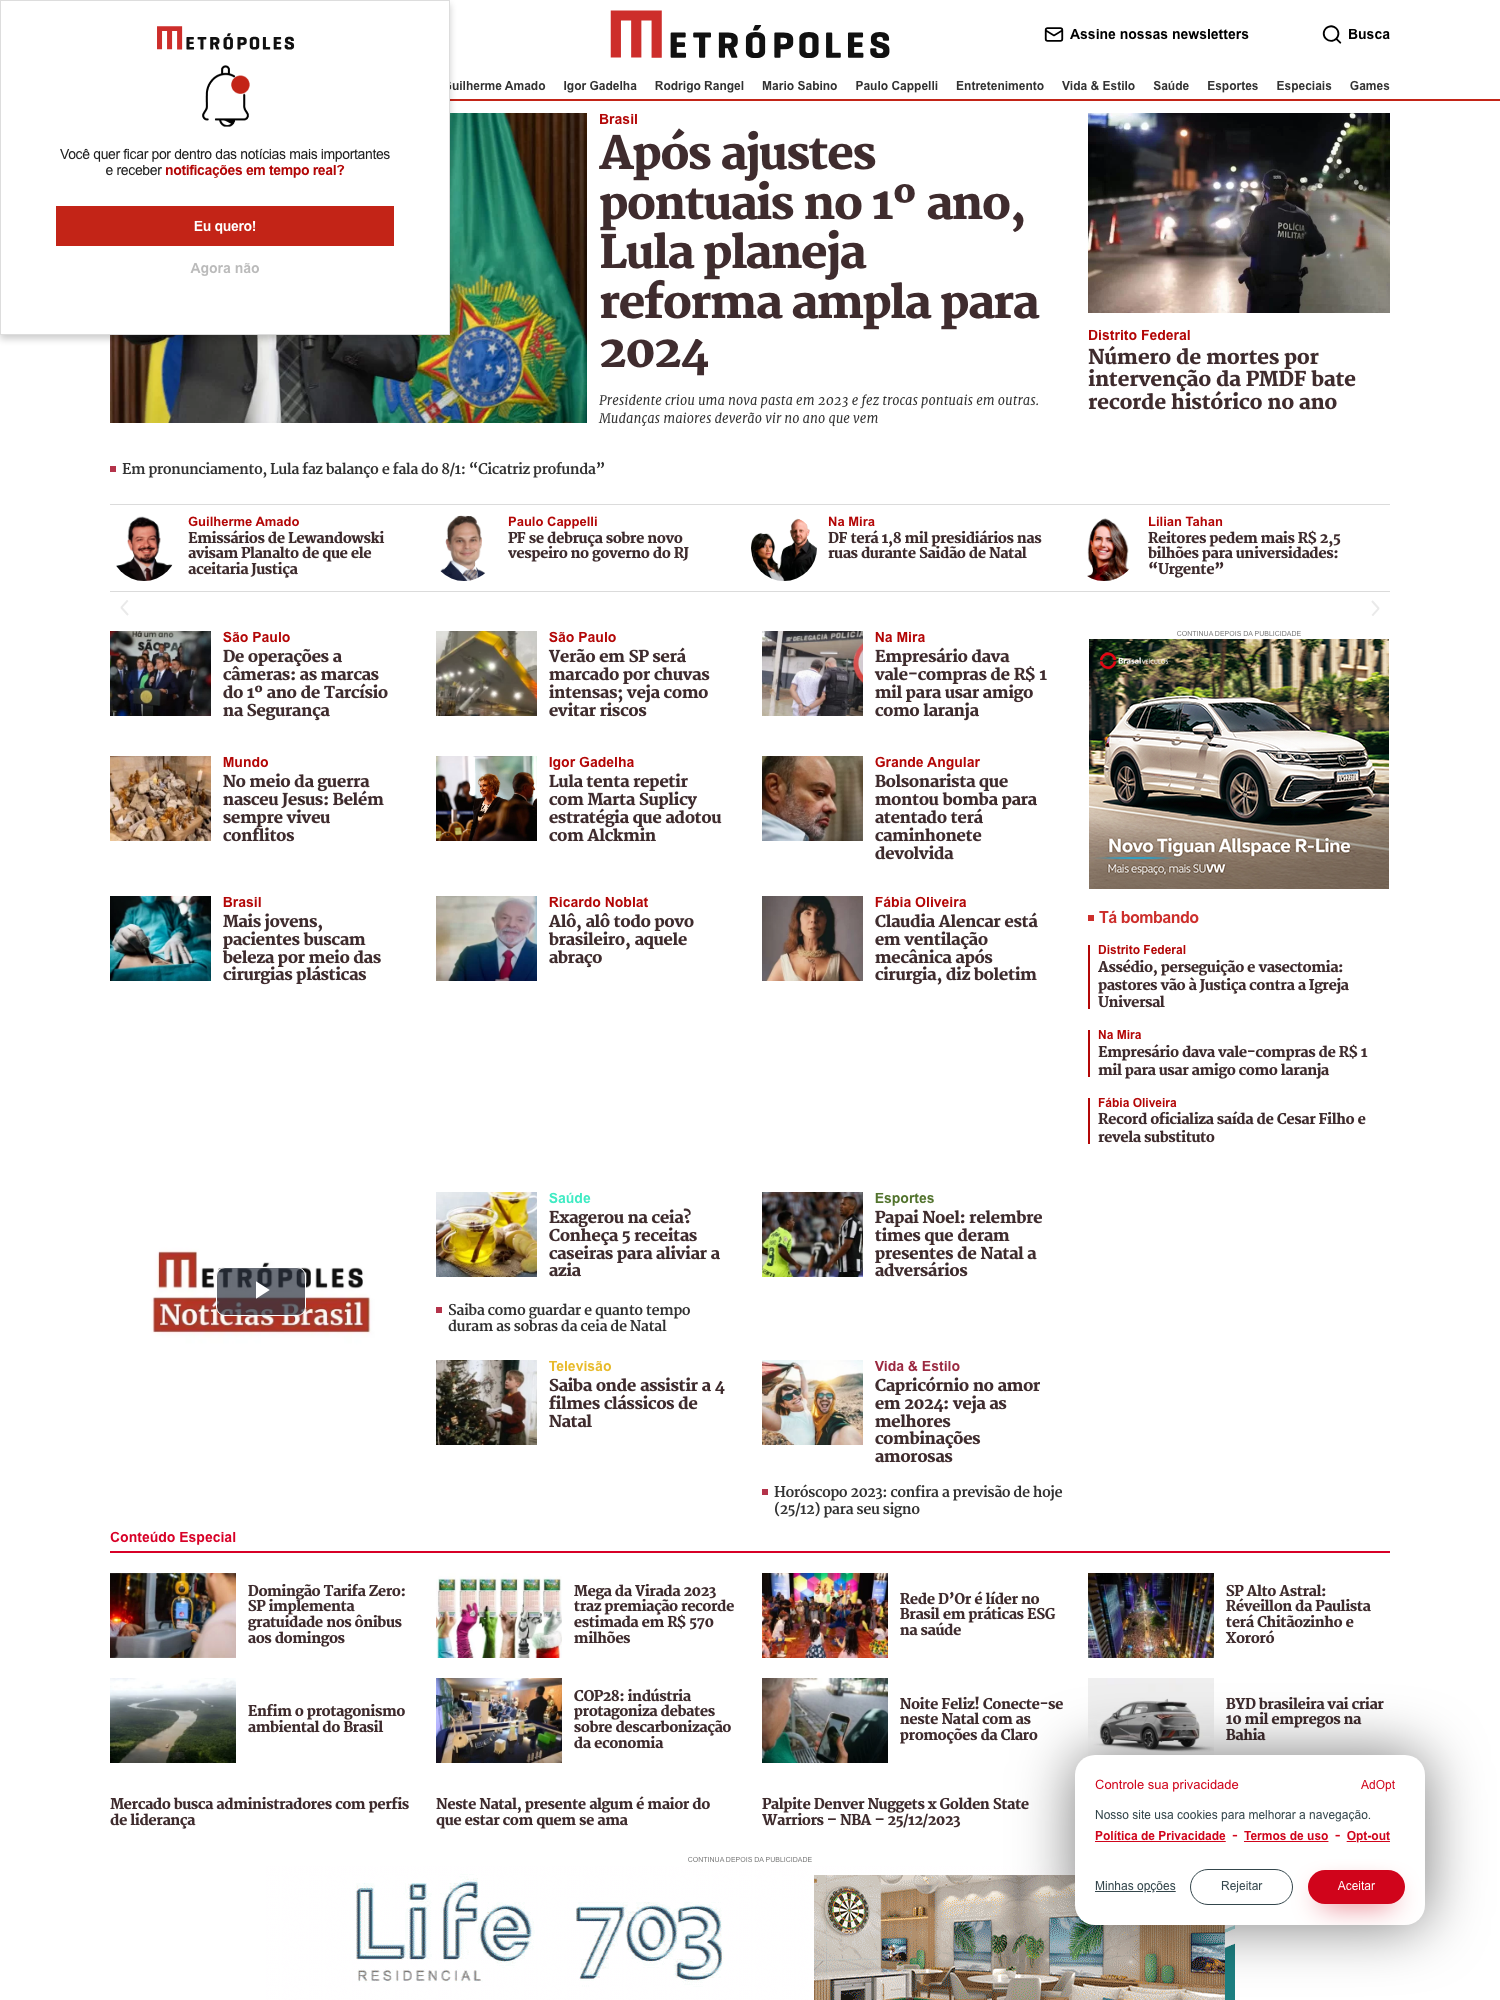 METRÓPOLES
Você quer ficar por dentro das notícias mais importantes
e receber notificações em tempo real?
Eu quero!
Agora não
METRÓPOLES
Assine nossas newsletters
Busca
Guilherme Amado Igor Gadelha Rodrigo Rangel Mario Sabino Paulo Cappelli Entretenimento Vida & Estilo Saúde Esportes Especiais Games
Brasil
Após ajustes
pontuais no 1º ano,
Lula planeja
reforma ampla para
2024
Presidente criou uma nova pasta em 2023 e fez trocas pontuais em outras.
Mudanças maiores deverão vir no ano que vem
POLÍCIA
MILITAR
Distrito Federal
Número de mortes por
intervenção da PMDF bate
recorde histórico no ano
Em pronunciamento, Lula faz balanço e fala do 8/1: “Cicatriz profunda”
Guilherme Amado
Emissários de Lewandowski
avisam Planalto de que ele
aceitaria Justiça
Paulo Cappelli
PF se debruça sobre novo
vespeiro no governo do RJ
Na Mira
DF terá 1,8 mil presidiários nas
ruas durante Saidão de Natal
Lilian Tahan
Reitores pedem mais R$ 2,5
bilhões para universidades:
“Urgente”
São Paulo
De operações a
câmeras: as marcas
do 1º ano de Tarcísio
na Segurança
São Paulo
Verão em SP será
marcado por chuvas
intensas; veja como
evitar riscos
Na Mira
Empresário dava
vale-compras de R$ 1
mil para usar amigo
como laranja
Mundo
No meio da guerra
nasceu Jesus: Belém
sempre viveu
conflitos
Igor Gadelha
Lula tenta repetir
com Marta Suplicy
estratégia que adotou
com Alckmin
Grande Angular
Bolsonarista que
montou bomba para
atentado terá
caminhonete
devolvida
Brasil
Mais jovens,
pacientes buscam
beleza por meio das
cirurgias plásticas
Ricardo Noblat
Alô, alô todo povo
brasileiro, aquele
abraço
Fábia Oliveira
Claudia Alencar está
em ventilação
mecânica após
cirurgia, diz boletim
CONTINUA DEPOIS DA PUBLICIDADE
Brasal VEÍCULOS
Novo Tiguan Allspace R-Line
Mais espaço, mais SUVW
Tá bombando
Distrito Federal
Assédio, perseguição e vasectomia:
pastores vão à Justiça contra a Igreja
Universal
Na Mira
Empresário dava vale-compras de R$ 1
mil para usar amigo como laranja
Fábia Oliveira
Record oficializa saída de Cesar Filho e
revela substituto
METRÓPOLES
Notícias Brasil
Saúde
Exagerou na ceia?
Conheça 5 receitas
caseiras para aliviar a
azia
Saiba como guardar e quanto tempo
duram as sobras da ceia de Natal
Esportes
Papai Noel: relembre
times que deram
presentes de Natal a
adversários
Televisão
Saiba onde assistir a 4
filmes clássicos de
Natal
Vida & Estilo
Capricórnio no amor
em 2024: veja as
melhores
combinações
amorosas
Horóscopo 2023: confira a previsão de hoje
(25/12) para seu signo
Conteúdo Especial
Domingão Tarifa Zero:
SP implementa
gratuidade nos ônibus
aos domingos
Mega da Virada 2023
traz premiação recorde
estimada em R$ 570
milhões
Rede D’Or é líder no
Brasil em práticas ESG
na saúde
SP Alto Astral:
Réveillon da Paulista
terá Chitãozinho e
Xororó
Enfim o protagonismo
ambiental do Brasil
COP28: indústria
protagoniza debates
sobre descarbonização
da economia
Noite Feliz! Conecte-se
neste Natal com as
promoções da Claro
BYD brasileira vai criar
10 mil empregos na
Bahia
Mercado busca administradores com perfis
de liderança
Neste Natal, presente algum é maior do
que estar com quem se ama
Palpite Denver Nuggets x Golden State
Warriors – NBA – 25/12/2023
Controle sua privacidade
AdOpt
Nosso site usa cookies para melhorar a navegação.
Política de Privacidade - Termos de uso - Opt-out
Minhas opções
Rejeitar
Aceitar
CONTINUA DEPOIS DA PUBLICIDADE
Life 703
RESIDENCIAL